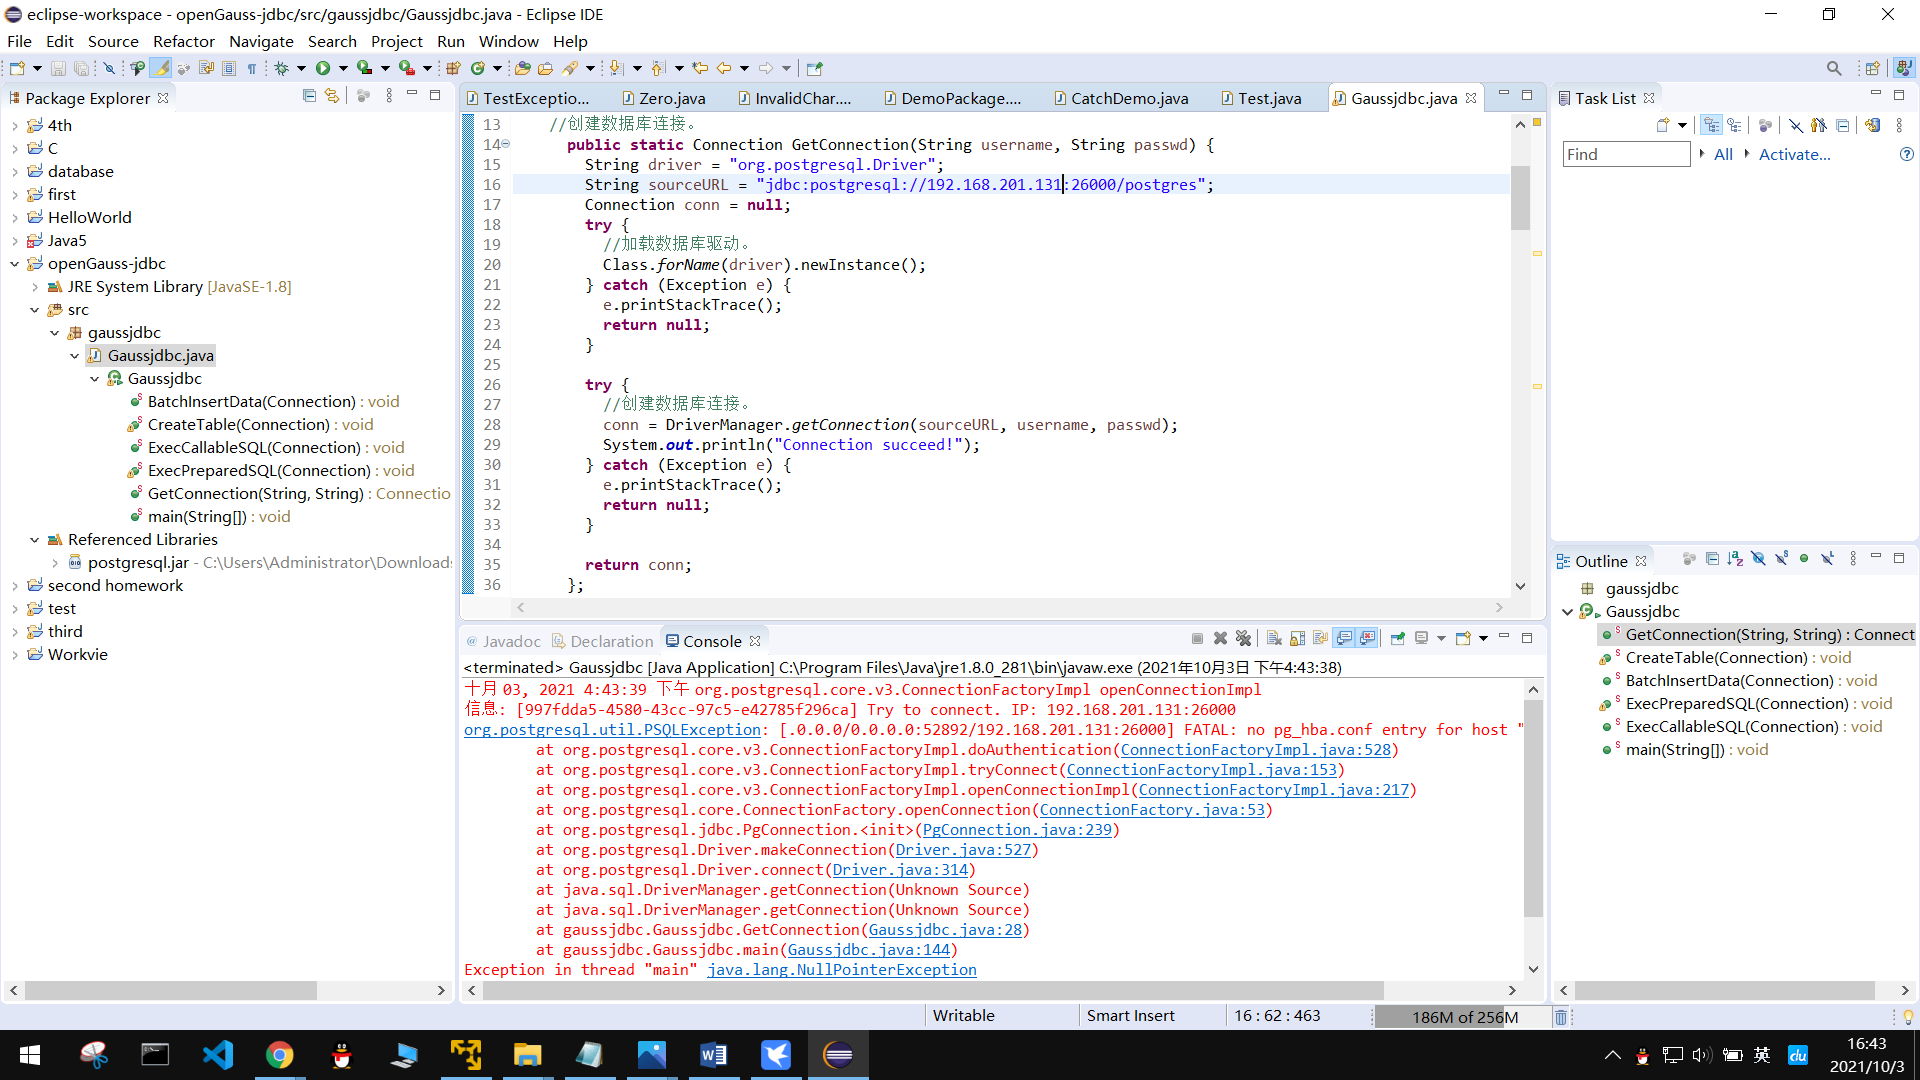 eclipse-workspace - openGauss-jdbc/src/gaussjdbc/Gaussjdbc.java - Eclipse IDE
File Edit Source Refactor Navigate Search Project Run Window Help
Package Explorer
4th
C
database
first
HelloWorld
Java5
openGauss-jdbc
JRE System Library [JavaSE-1.8]
src
gaussjdbc
Gaussjdbc.java
Gaussjdbc
BatchInsertData(Connection) : void
CreateTable(Connection) : void
ExecCallableSQL(Connection) : void
ExecPreparedSQL(Connection) : void
GetConnection(String, String) : Connectio
main(String[]) : void
Referenced Libraries
postgresql.jar - C:\Users\Administrator\Download
second homework
test
third
Workvie
TestExceptio... Zero.java InvalidChar.... DemoPackage.... CatchDemo.java Test.java Gaussjdbc.java
13 //创建数据库连接。
14 public static Connection GetConnection(String username, String passwd) {
15 String driver = "org.postgresql.Driver";
16 String sourceURL = "jdbc:postgresql://192.168.201.131:26000/postgres";
17 Connection conn = null;
18 try {
19 //加载数据库驱动。
20 Class.forName(driver).newInstance();
21 } catch (Exception e) {
22 e.printStackTrace();
23 return null;
24 }
25
26 try {
27 //创建数据库连接。
28 conn = DriverManager.getConnection(sourceURL, username, passwd);
29 System.out.println("Connection succeed!");
30 } catch (Exception e) {
31 e.printStackTrace();
32 return null;
33 }
34
35 return conn;
36 };
@ Javadoc Declaration Console
<terminated> Gaussjdbc [Java Application] C:\Program Files\Java\jre1.8.0_281\bin\javaw.exe (2021年10月3日 下午4:43:38)
十月 03, 2021 4:43:39 下午 org.postgresql.core.v3.ConnectionFactoryImpl openConnectionImpl
信息: [997fdda5-4580-43cc-97c5-e42785f296ca] Try to connect. IP: 192.168.201.131:26000
org.postgresql.util.PSQLException: [.0.0.0/0.0.0.0:52892/192.168.201.131:26000] FATAL: no pg_hba.conf entry for host "
at org.postgresql.core.v3.ConnectionFactoryImpl.doAuthentication(ConnectionFactoryImpl.java:528)
at org.postgresql.core.v3.ConnectionFactoryImpl.tryConnect(ConnectionFactoryImpl.java:153)
at org.postgresql.core.v3.ConnectionFactoryImpl.openConnectionImpl(ConnectionFactoryImpl.java:217)
at org.postgresql.core.ConnectionFactory.openConnection(ConnectionFactory.java:53)
at org.postgresql.jdbc.PgConnection.<init>(PgConnection.java:239)
at org.postgresql.Driver.makeConnection(Driver.java:527)
at org.postgresql.Driver.connect(Driver.java:314)
at java.sql.DriverManager.getConnection(Unknown Source)
at java.sql.DriverManager.getConnection(Unknown Source)
at gaussjdbc.Gaussjdbc.GetConnection(Gaussjdbc.java:28)
at gaussjdbc.Gaussjdbc.main(Gaussjdbc.java:144)
Exception in thread "main" java.lang.NullPointerException
Task List
Find All Activate...
Outline
gaussjdbc
Gaussjdbc
GetConnection(String, String) : Connect
CreateTable(Connection) : void
BatchInsertData(Connection) : void
ExecPreparedSQL(Connection) : void
ExecCallableSQL(Connection) : void
main(String[]) : void
Writable Smart Insert 16 : 62 : 463 186M of 256M
英 du 16:43
2021/10/3